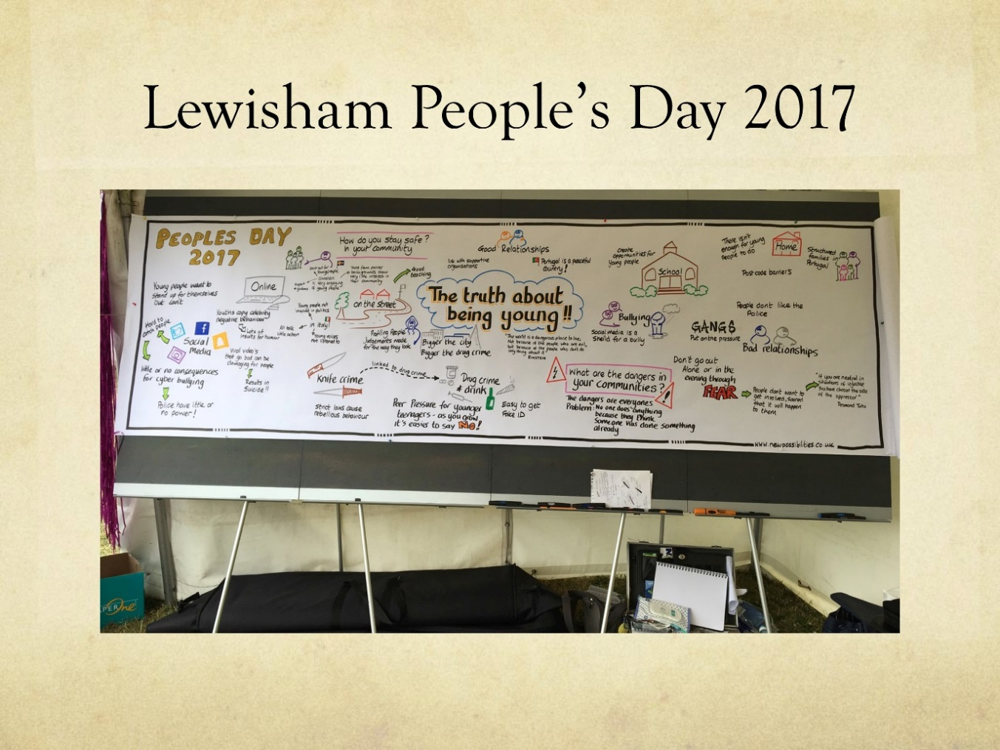 Lewisham People's Day 2017
PEOPLES DAY
2017
How do you stay safe?
in your community
Good Relationships
Portugal is a peaceful
country!
Create
opportunities for
Young people
School
There isn't
enough for young
People to do
Home
Structured
families in
Portugal
Post code barriers
Young people want to
Stand up for themselves
But can't
Online
Youths copy celebrity
negative behaviour
Lots of
insults for humour
Good
teaching
on the street
Young people not
involved in politics
in Italy!
Young voices
not listened to
All talk
little action
Profiling People
Judgements made
for the way they look
The truth about
being young!!
Bigger the city
Bigger the drug crime
"The world is a dangerous place to live,
Not because of the people who are evil,
but because of the people who don't do
anything about it
Einstein
Bullying
Social media is a
Sheild for a bully
GANGS
Put on the pressure
People dont like the
Police
Bad relationships
Hard to
catch people
Social
Media
Viral video's
that go bad can be
damaging for people
Results in
Suicide!!
little or no consequences
for cyber bullying
Police have little or
no power!
Knife crime
linked to drug crime
Strict laws cause
rebellious behaviour
Drug crime
+ drink
Peer Pressure for younger
teenagers - as you grow
it's easier to say NO!
Easy to get
Fake ID
What are the dangers in
your communities?
The dangers are everyones
Problem: No one does anything
because they think
Someone has done something
already
Don't go out
Alone or in the
evening through
FEAR
People dont want to
get involved, scared
that it will happen
to them
"If you are neutral in
situations of injustice
You have chosen the side
of the oppressor"
Desmond Tutu
www.newpossibilities.co.uk